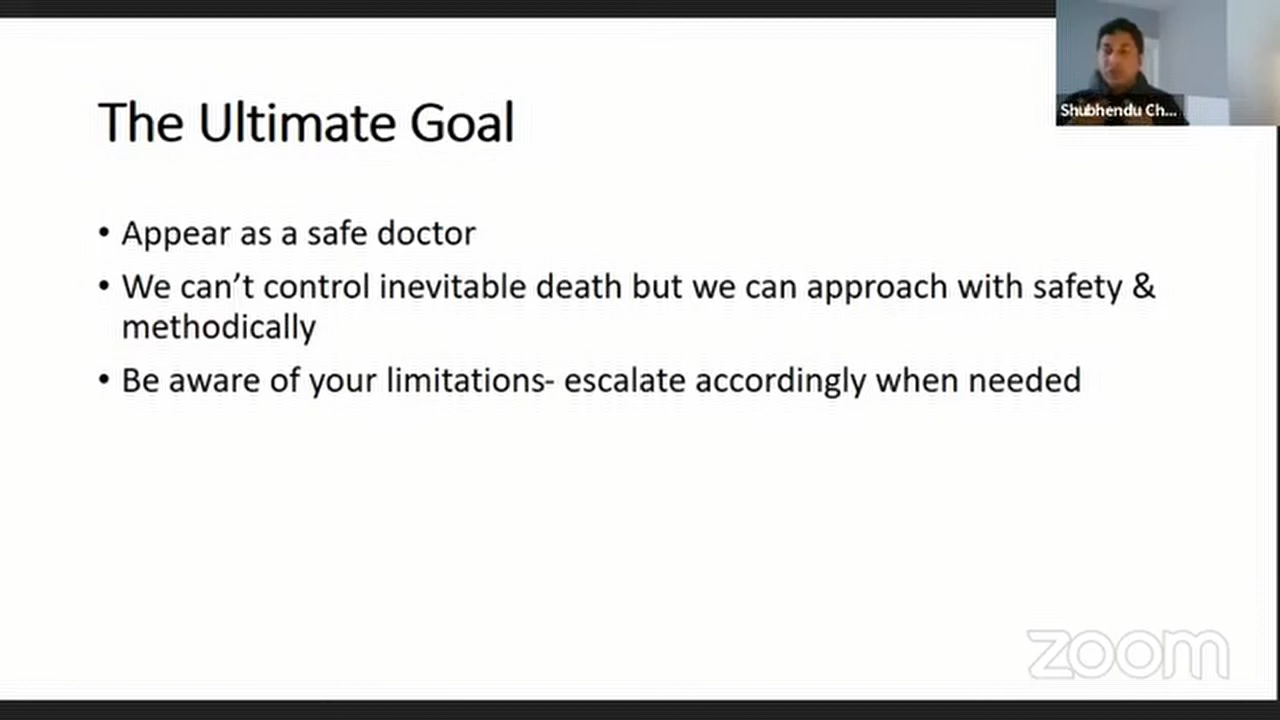 The Ultimate Goal
Shubhendu Ch...
• Appear as a safe doctor
• We can’t control inevitable death but we can approach with safety &
methodically
• Be aware of your limitations- escalate accordingly when needed
zoom